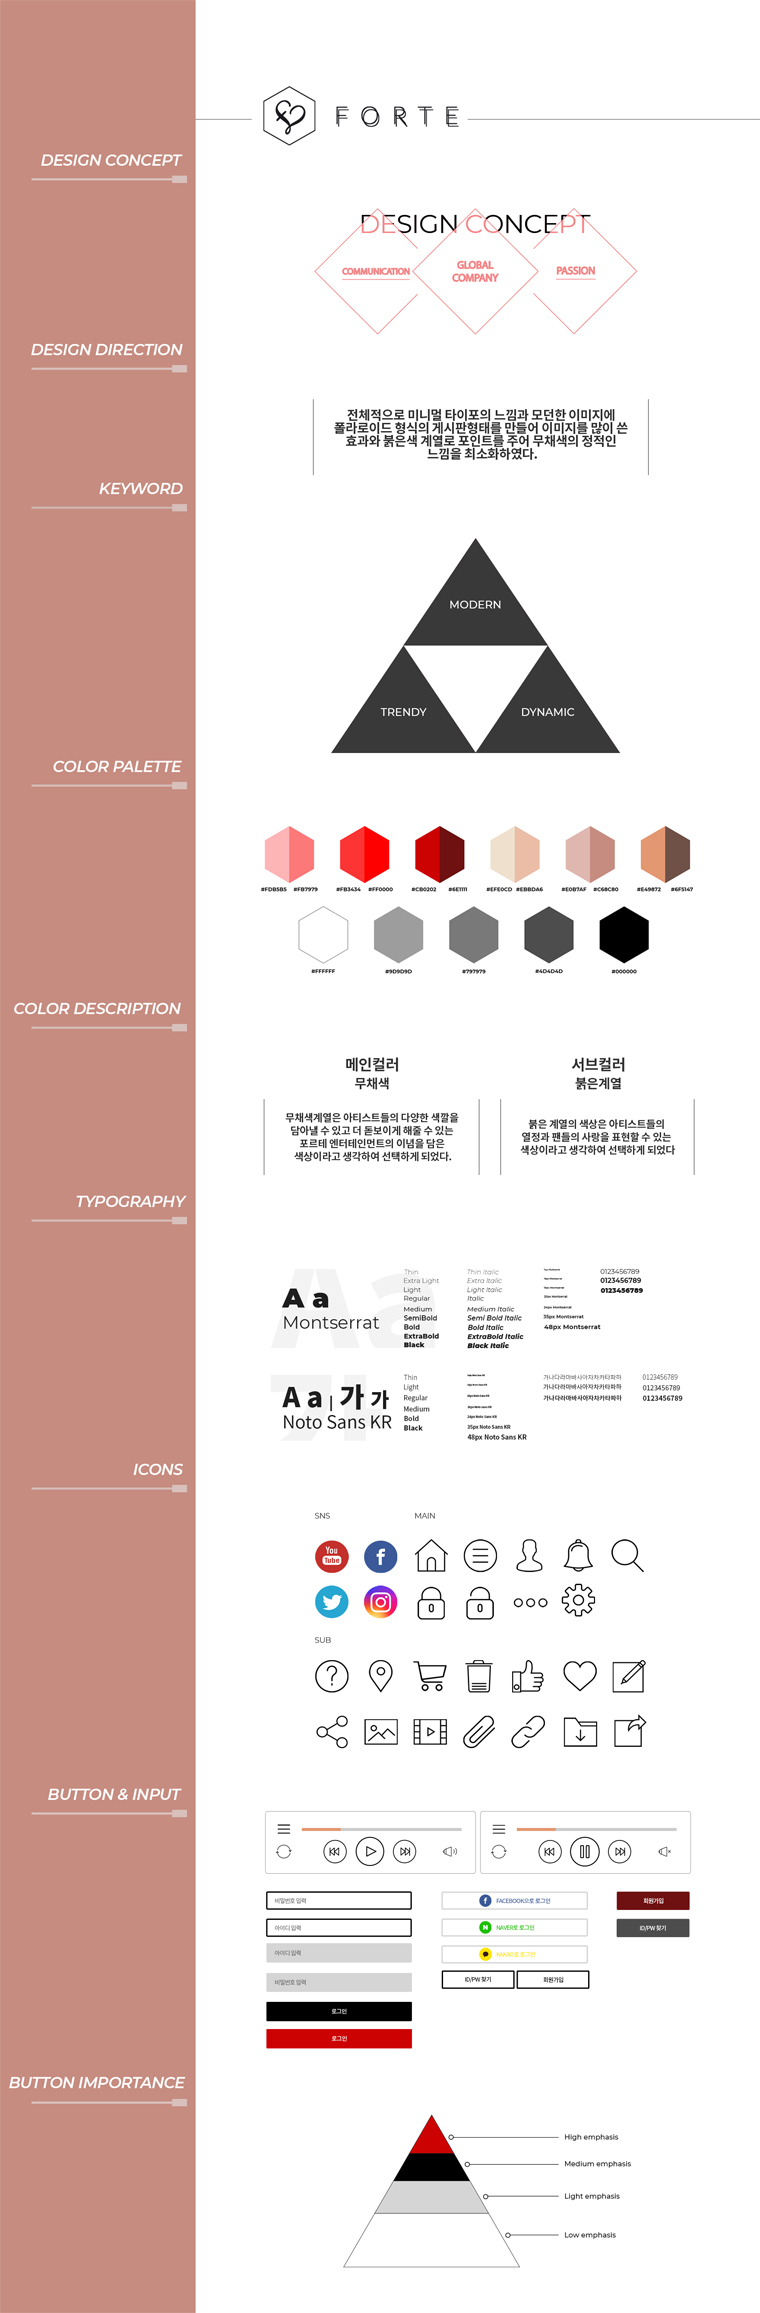 FORTE
DESIGN CONCEPT
DESIGN CONCEPT
COMMUNICATION
GLOBAL
COMPANY
PASSION
DESIGN DIRECTION
전체적으로 미니멀 타이포의 느낌과 모던한 이미지에
폴라로이드 형식의 게시판형태를 만들어 이미지를 많이 쓴
효과와 붉은색 계열로 포인트를 주어 무채색의 정적인
느낌을 최소화하였다.
KEYWORD
MODERN
TRENDY
DYNAMIC
COLOR PALETTE
#FDB5B5 #FB7979 #FB3434 #FF0000 #CB0202 #6E1111 #EFE0CD #EBBDA6 #E0B7AF #C68C80 #E49872 #6F5147
#FFFFFF #9D9D9D #797979 #4D4D4D #000000
COLOR DESCRIPTION
메인컬러
무채색
무채색계열은 아티스트들의 다양한 색깔을
담아낼 수 있고 더 돋보이게 해줄 수 있는
포르테 엔터테인먼트의 이념을 담은
색상이라고 생각하여 선택하게 되었다.
서브컬러
붉은계열
붉은 계열의 색상은 아티스트들의
열정과 팬들의 사랑을 표현할 수 있는
색상이라고 생각하여 선택하게 되었다
TYPOGRAPHY
Aa
A a
Montserrat
Thin
Extra Light
Light
Regular
Medium
SemiBold
Bold
ExtraBold
Black
Thin Italic
Extra Italic
Light Italic
Italic
Medium Italic
Semi Bold Italic
Bold Italic
ExtraBold Italic
Black Italic
24px Montserrat
35px Montserrat
48px Montserrat
0123456789
0123456789
0123456789
가
A a | 가 가
Noto Sans KR
Thin
Light
Regular
Medium
Bold
Black
24px Noto Sans KR
35px Noto Sans KR
48px Noto Sans KR
가나다라마바사아자차카타파하
가나다라마바사아자차카타파하
가나다라마바사아자차카타파하
0123456789
0123456789
0123456789
ICONS
SNS
MAIN
You
Tube
SUB
BUTTON & INPUT
비밀번호 입력
아이디 입력
아이디 입력
비밀번호 입력
로그인
로그인
FACEBOOK으로 로그인
NAVER로 로그인
KAKAO로 로그인
ID/PW 찾기
회원가입
회원가입
ID/PW 찾기
BUTTON IMPORTANCE
High emphasis
Medium emphasis
Light emphasis
Low emphasis